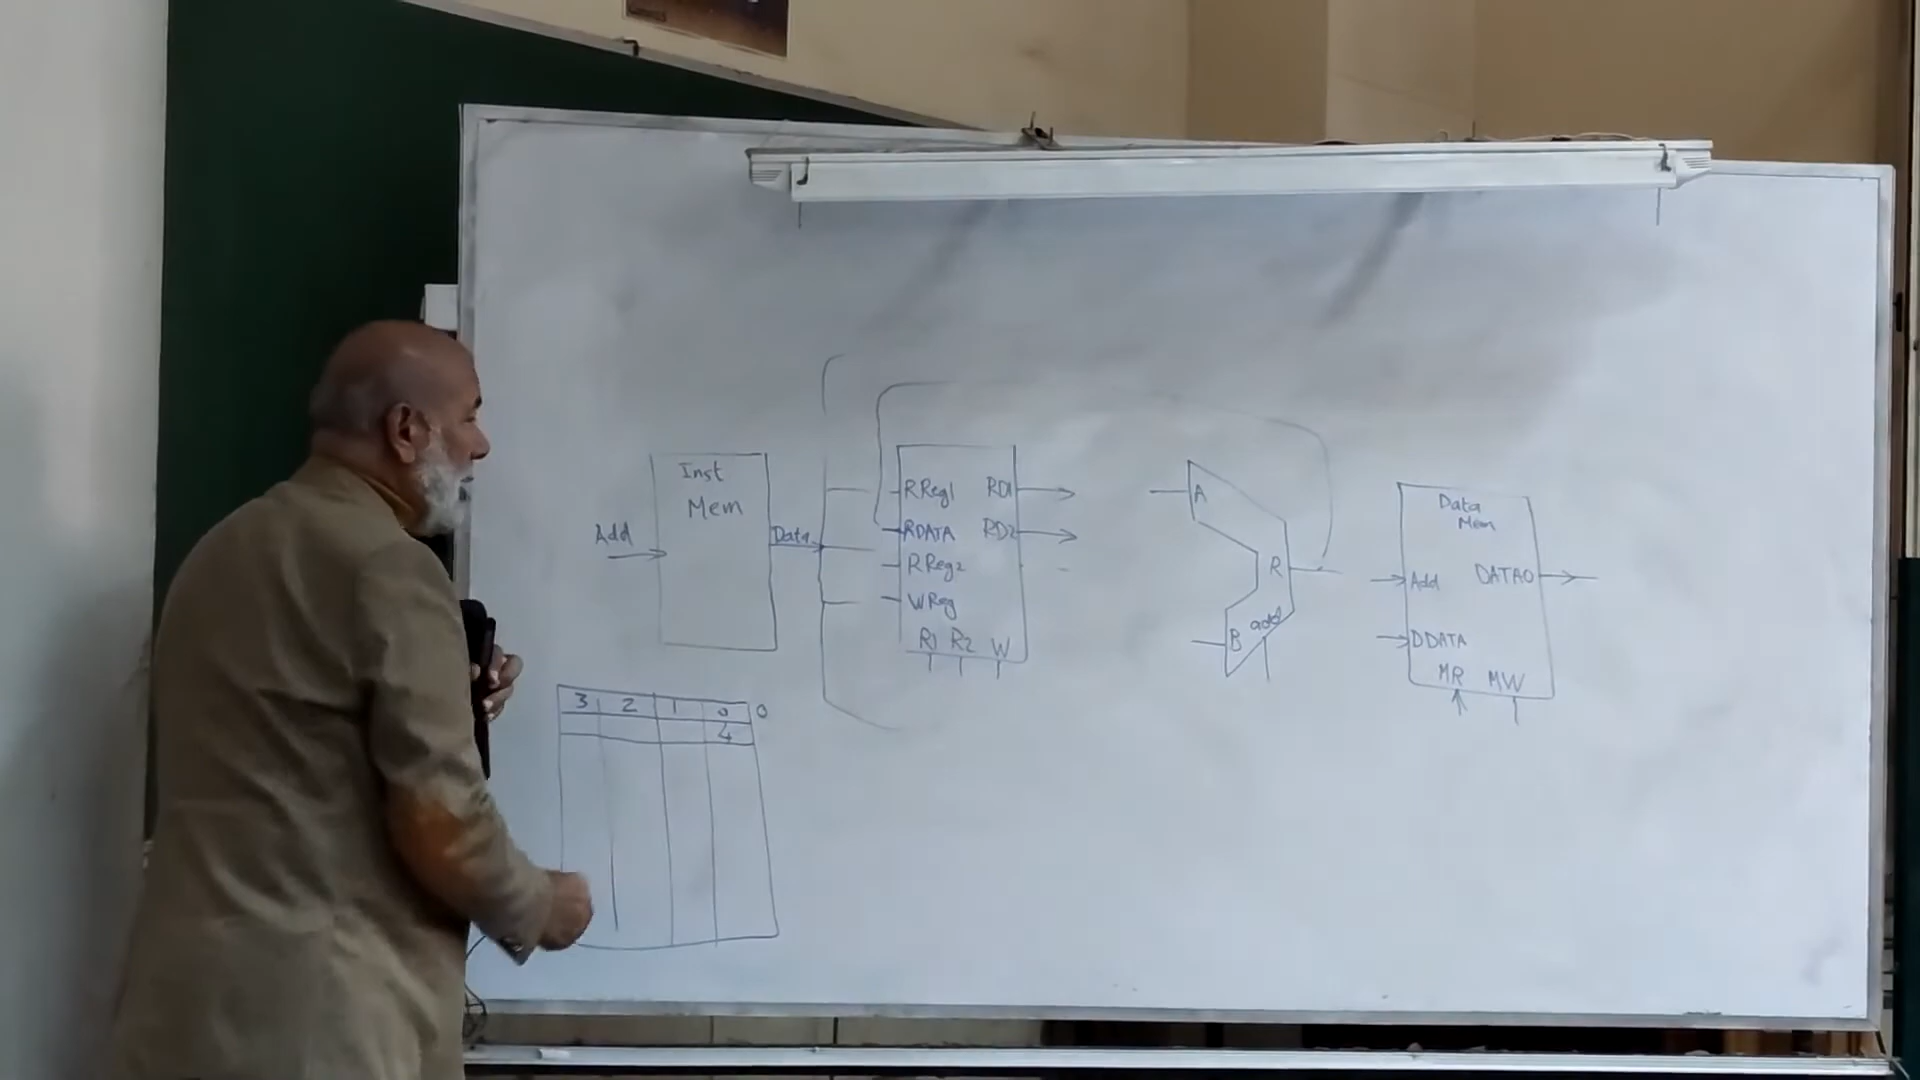 Inst
Mem
Add
Data
RReg1
RD1
RDATA
RD2
RReg2
WReg
R1 R2 W
A
R
add
B
Data
Mem
Add
DATAO
DDATA
MR MW
3 2 1 0 0
4